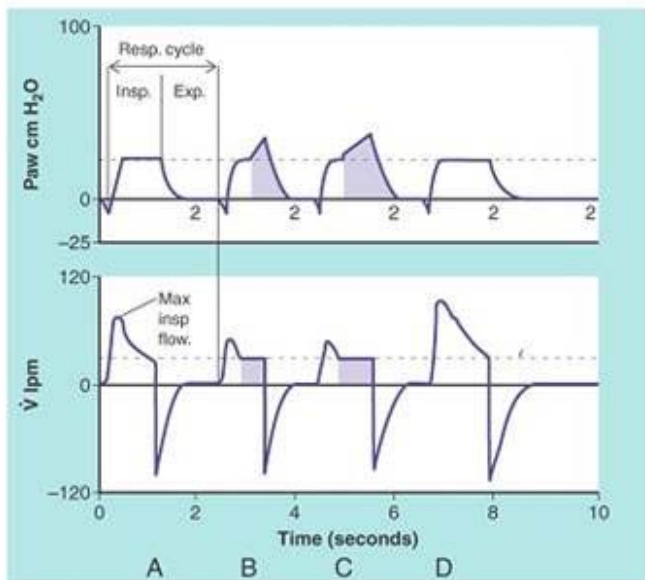 100
Resp. cycle
Insp. Exp.
Paw cm H₂O
0
2 2 2 2 2
−25
120
Max
insp
flow.
V̇ lpm
0
−120
0 2 4 6 8 10
Time (seconds)
A B C D